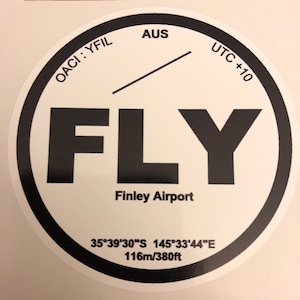 AUS
OACI : YFIL
UTC +10
FLY
Finley Airport
35°39'30"S 145°33'44"E
116m/380ft